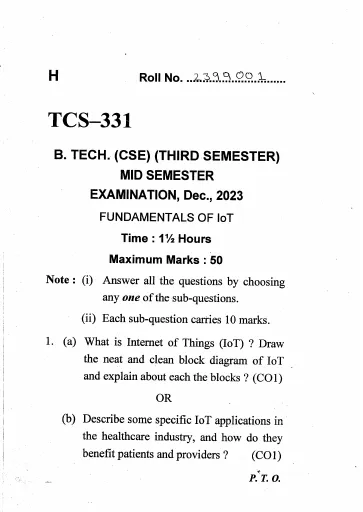 H Roll No. ..2399001......
TCS–331
B. TECH. (CSE) (THIRD SEMESTER)
MID SEMESTER
EXAMINATION, Dec., 2023
FUNDAMENTALS OF IoT
Time : 1½ Hours
Maximum Marks : 50
Note : (i) Answer all the questions by choosing
any one of the sub-questions.
(ii) Each sub-question carries 10 marks.
1. (a) What is Internet of Things (IoT) ? Draw
the neat and clean block diagram of IoT
and explain about each the blocks ? (CO1)
OR
(b) Describe some specific IoT applications in
the healthcare industry, and how do they
benefit patients and providers ? (CO1)
P. T. O.